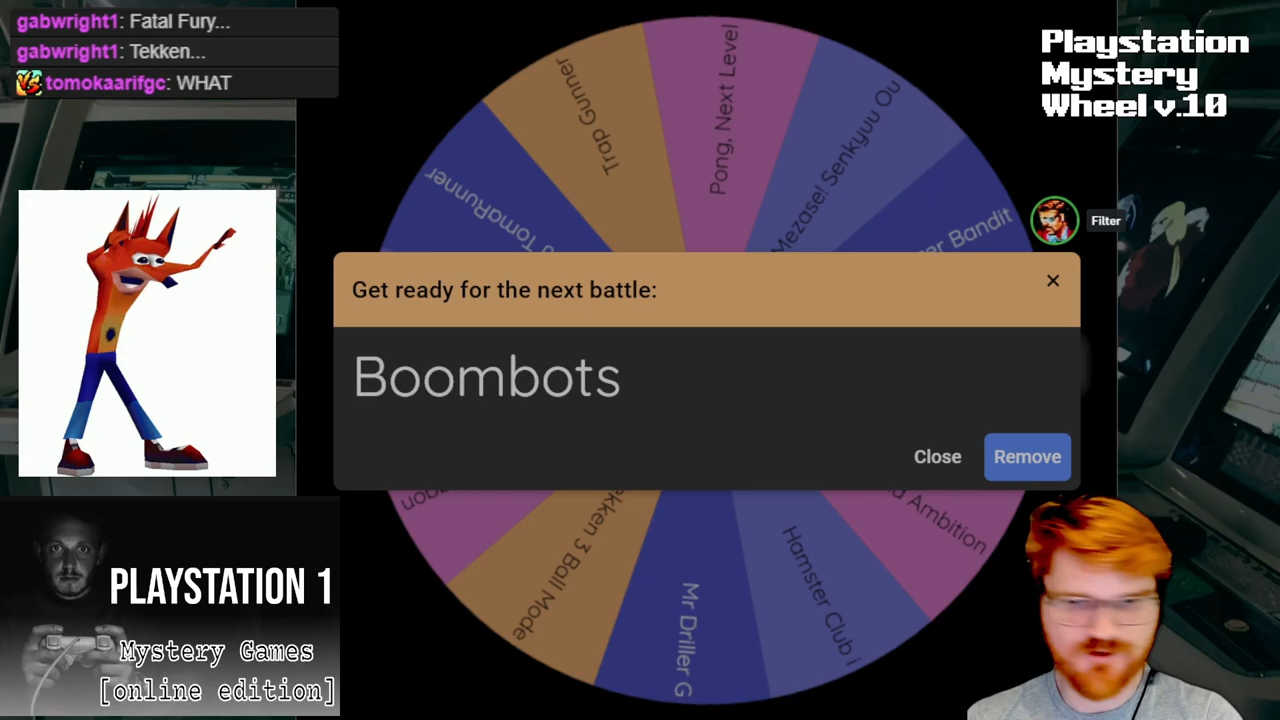 gabwright1: Fatal Fury...
gabwright1: Tekken...
tomokaarifgc: WHAT
Playstation
Mystery
Wheel v.10
TomaRunner
Trap Gunner
Pong, Next Level
Mezase! Senkyuu Ou
Bandit
Filter
Get ready for the next battle:
×
Boombots
Close
Remove
3 Ball Mode
Mr Driller G
Hamster Club i
Ambition
PLAYSTATION 1
Mystery Games
[online edition]